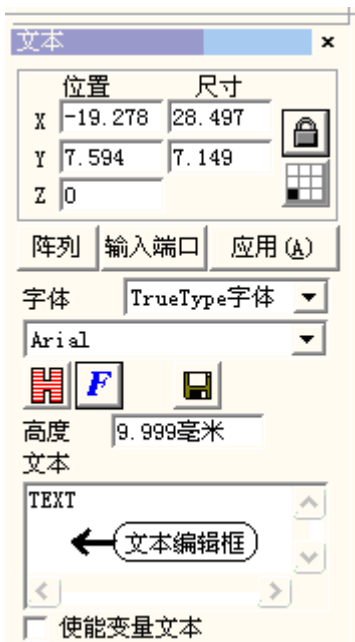 文本 ×
位置 尺寸
X -19.278 28.497
Y 7.594 7.149
Z 0
阵列 输入端口 应用(A)
字体 TrueType字体
Arial
H F
高度 9.999毫米
文本
TEXT
文本编辑框
使能变量文本